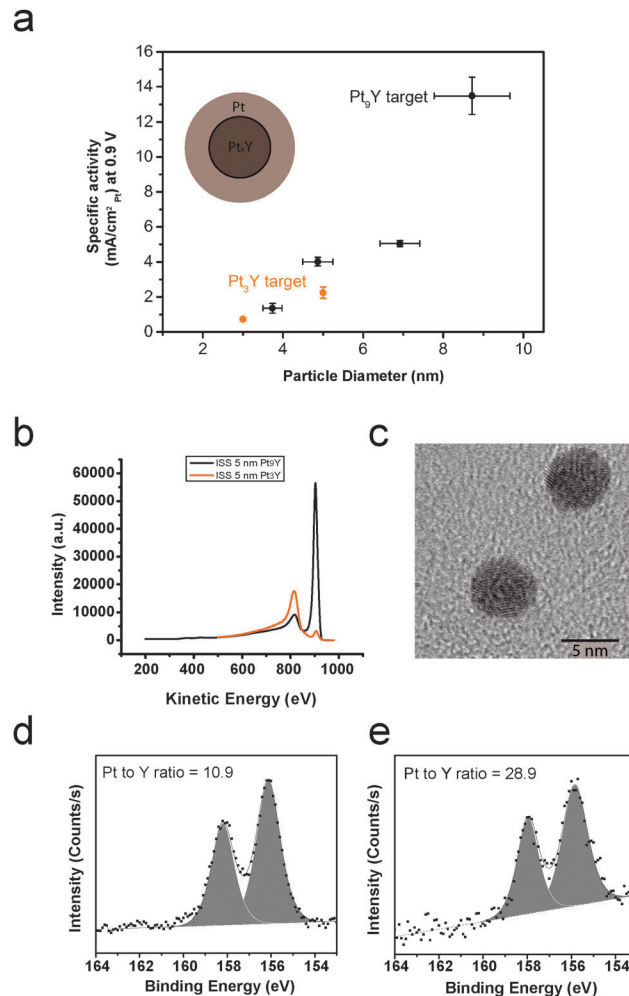 a
16
14
12
10
8
6
4
2
0
Specific activity
(mA/cm²Pt) at 0.9 V
Pt
PtxY
Pt9Y target
Pt3Y target
2 4 6 8 10
Particle Diameter (nm)
b
ISS 5 nm Pt9Y
ISS 5 nm Pt3Y
60000
50000
40000
30000
20000
10000
0
Intensity (a.u.)
200 400 600 800 1000
Kinetic Energy (eV)
c
5 nm
d
Pt to Y ratio = 10.9
Intensity (Counts/s)
164 162 160 158 156 154
Binding Energy (eV)
e
Pt to Y ratio = 28.9
Intensity (Counts/s)
164 162 160 158 156 154
Binding Energy (eV)